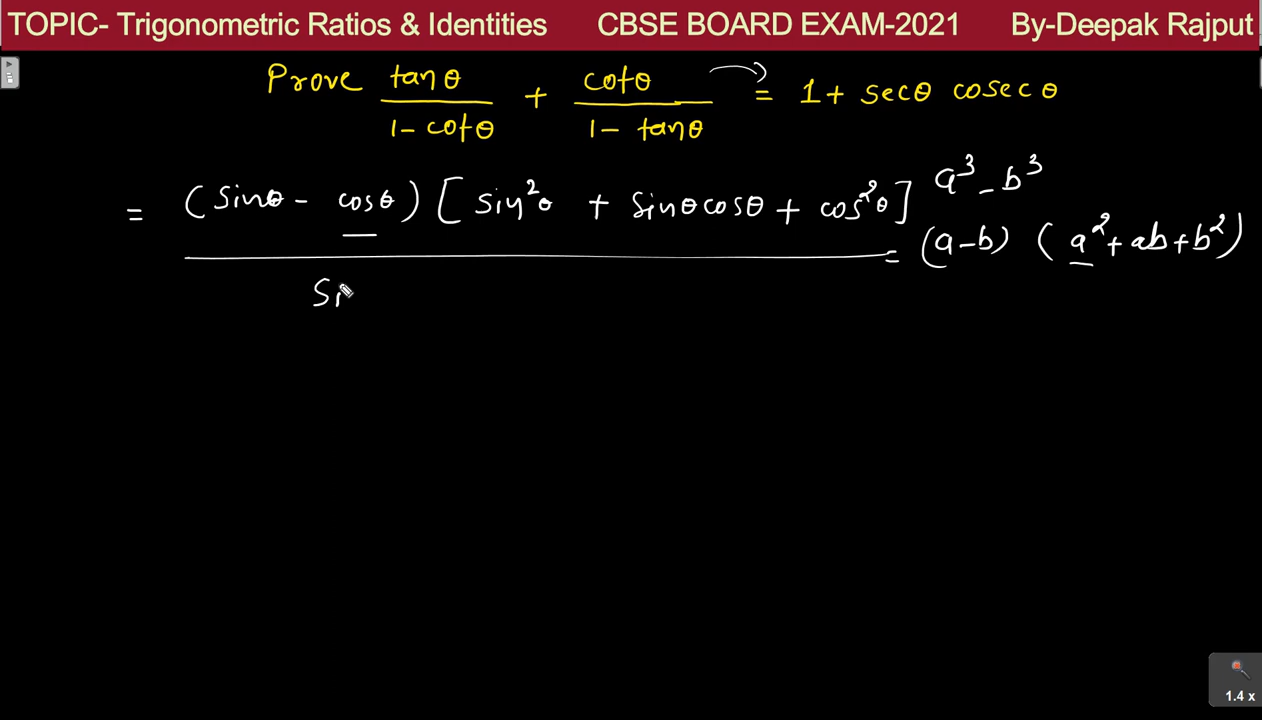 TOPIC- Trigonometric Ratios & Identities CBSE BOARD EXAM-2021 By-Deepak Rajput
Prove tanθ/(1 - cotθ) + cotθ/(1 - tanθ) = 1 + secθ cosecθ
a³ - b³
= (sinθ - cosθ) [sin²θ + sinθcosθ + cos²θ]
= (a-b) (a² + ab + b²)
Si
1.4 x